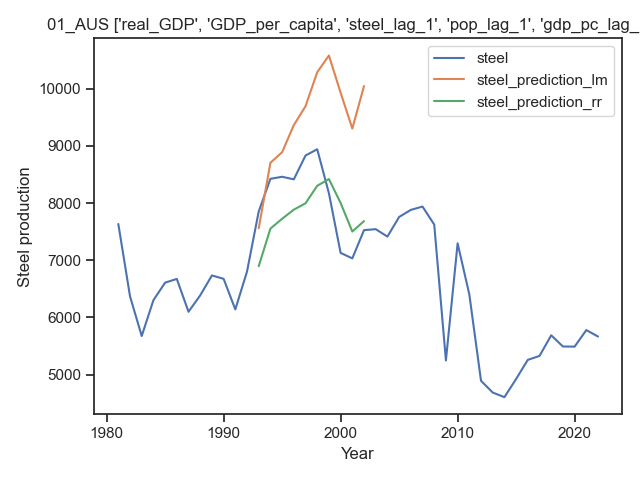 01_AUS ['real_GDP', 'GDP_per_capita', 'steel_lag_1', 'pop_lag_1', 'gdp_pc_lag_
steel
steel_prediction_lm
steel_prediction_rr
10000
9000
8000
7000
6000
5000
Steel production
1980
1990
2000
2010
2020
Year